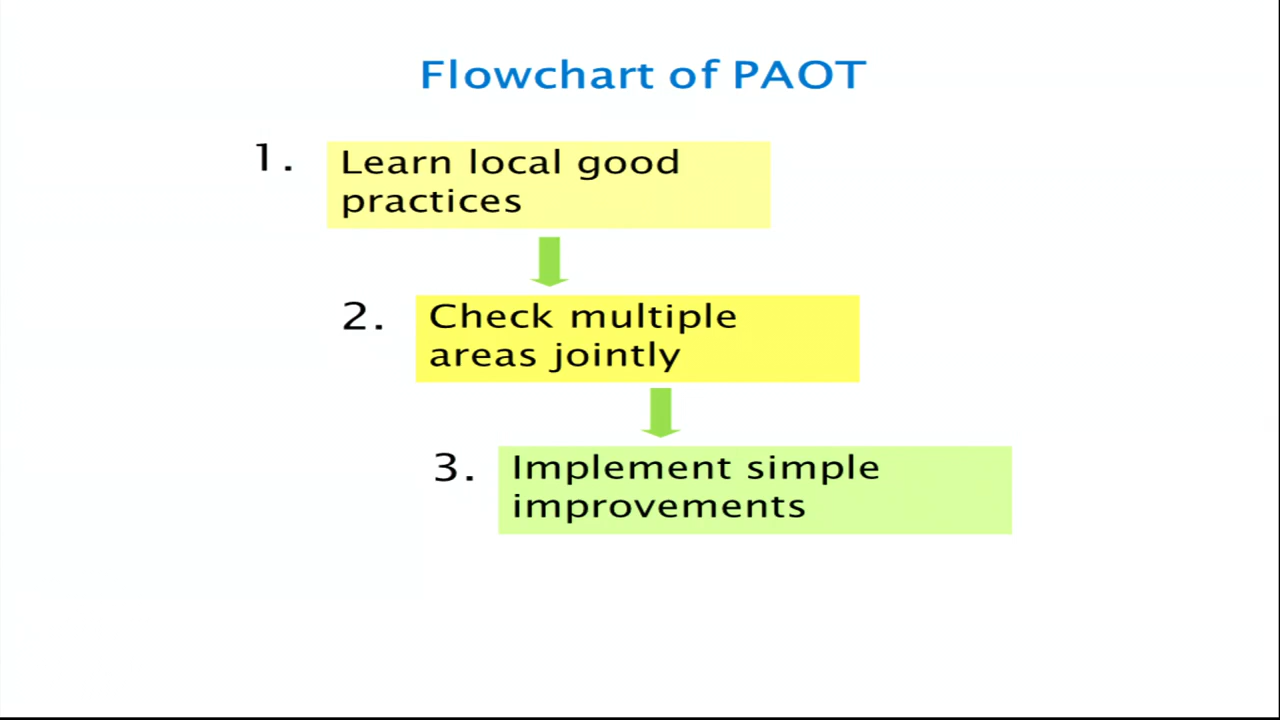 Flowchart of PAOT
1. Learn local good
practices
2. Check multiple
areas jointly
3. Implement simple
improvements